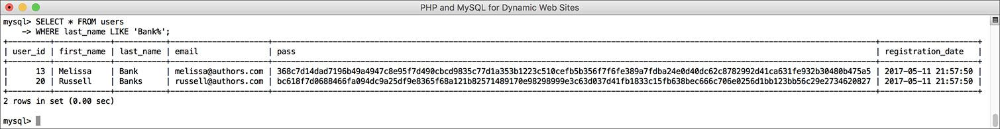 PHP and MySQL for Dynamic Web Sites
mysql> SELECT * FROM users
    -> WHERE last_name LIKE 'Bank%';
| user_id | first_name | last_name | email | pass | registration_date |
| 13 | Melissa | Bank | melissa@authors.com | 368c7d14dad7196b49a4947c8e95f7d490cbcd9835c77d1a353b1223c510cefb5b356f7f6fe389a7fdba24e0d40dc62c8782992d41ca631fe932b30480b475a5 | 2017-05-11 21:57:50 |
| 20 | Russell | Banks | russell@authors.com | bc618f7d0688466fa094dc9a25df9e8365f68a121b82571489170e98298999e3c63d037d41fb1833c15fb638bec666c706e0256d1bb123bb56c29e2734620827 | 2017-05-11 21:57:50 |
2 rows in set (0.00 sec)
mysql>